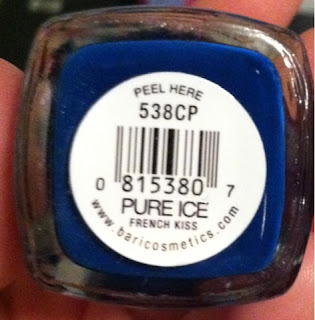 PEEL HERE
538CP
0 815380 7
PURE ICE
FRENCH KISS
www.baricosmetics.com